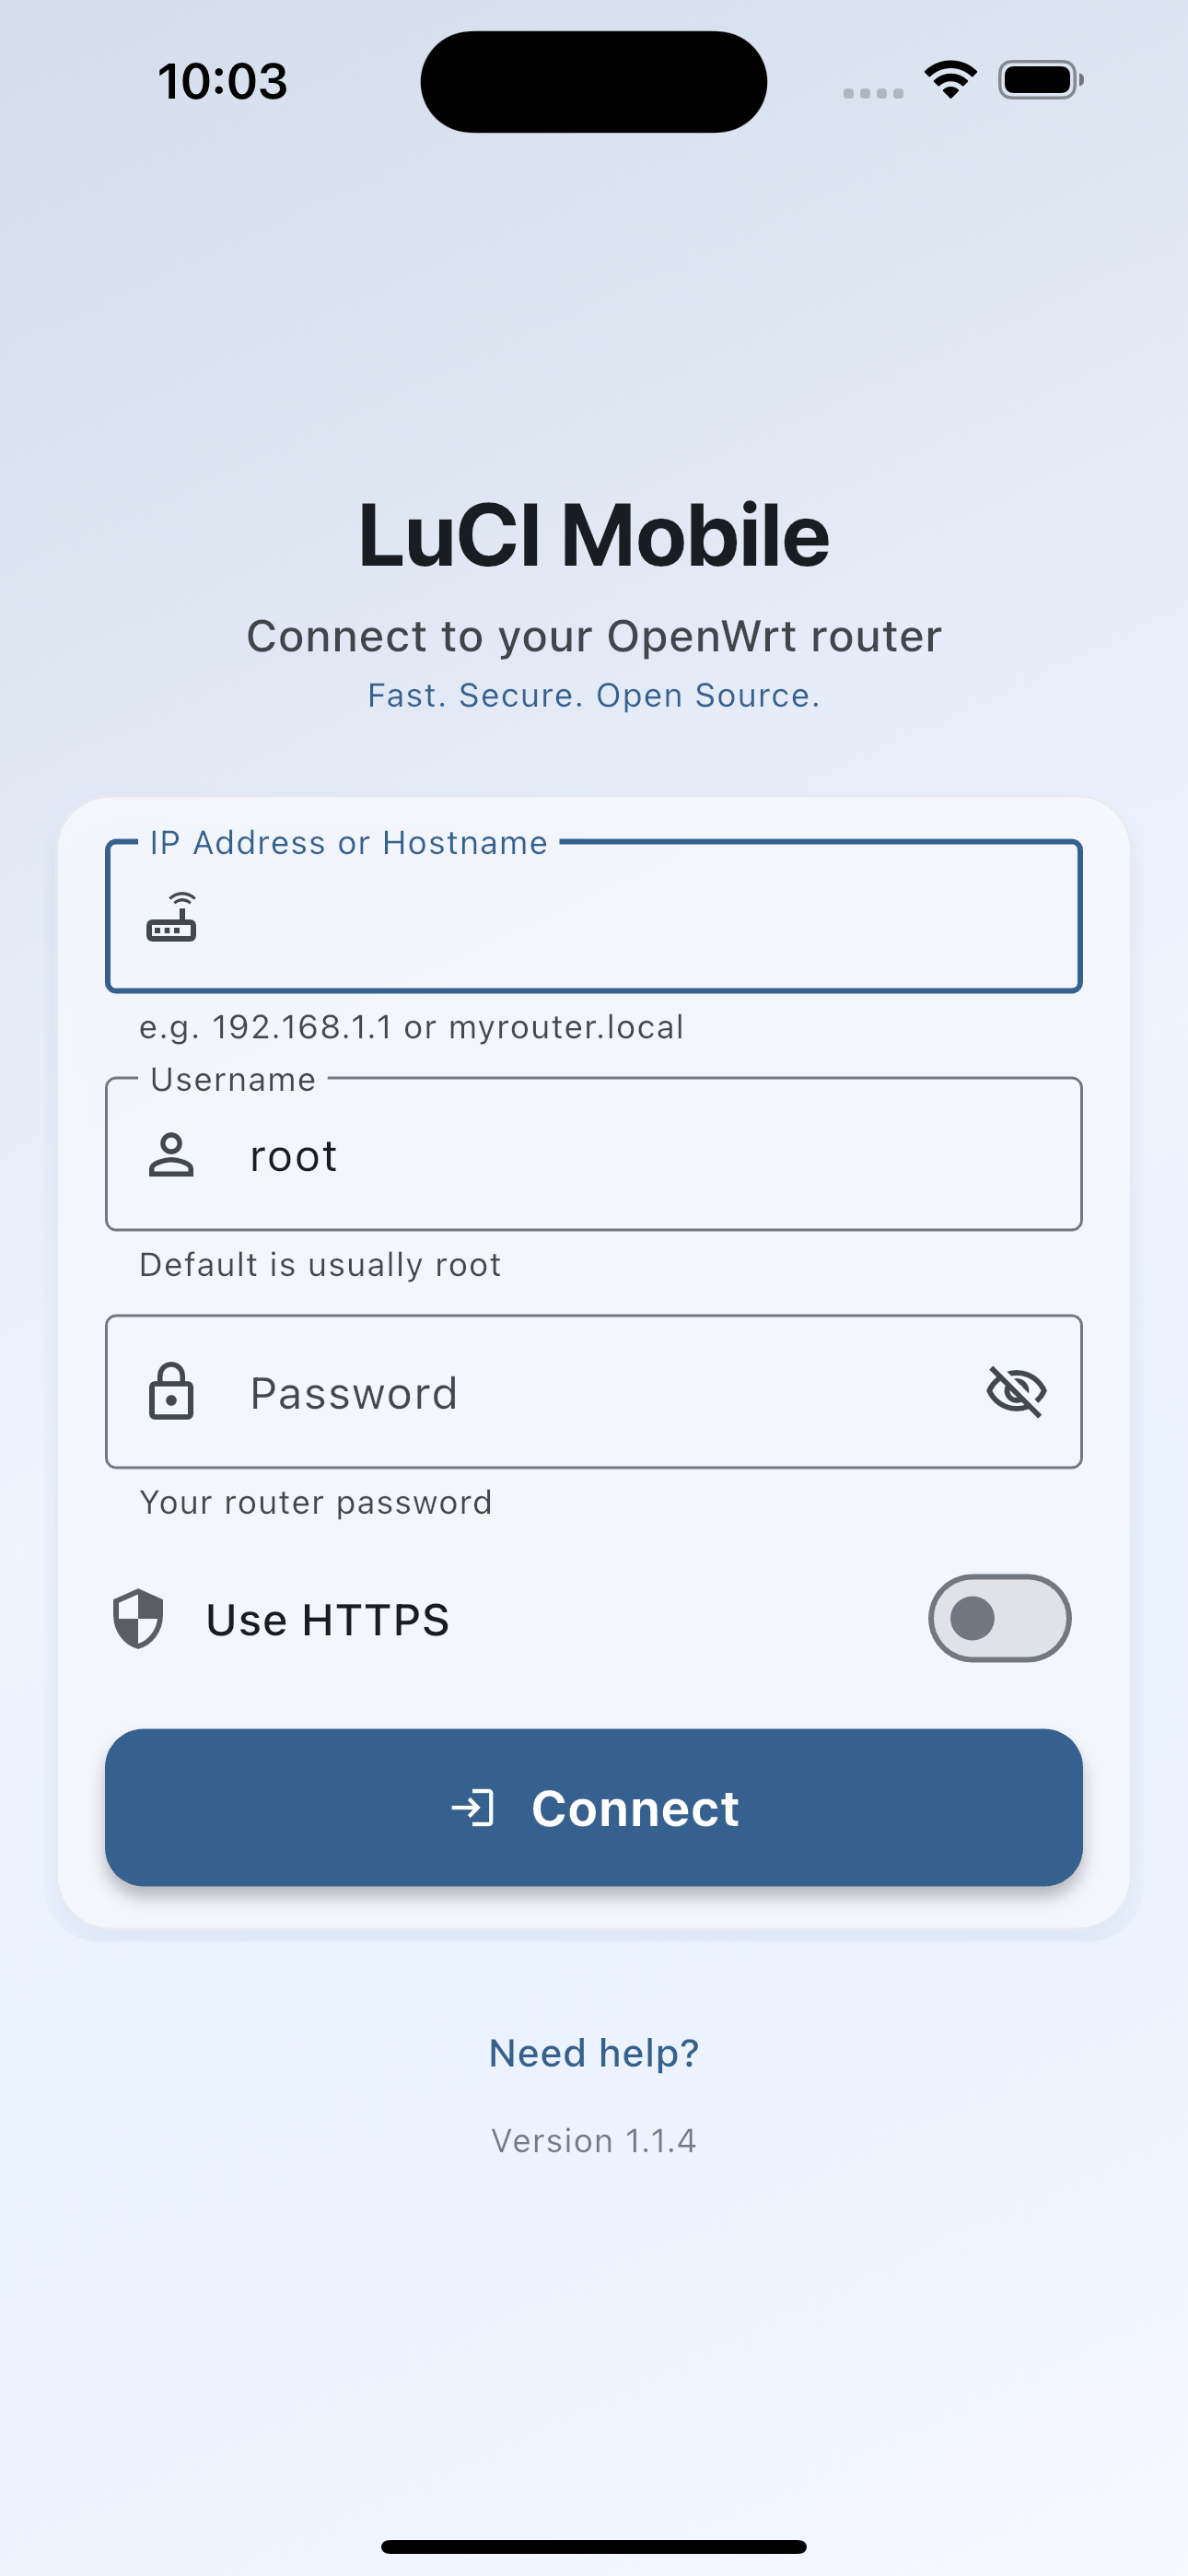 10:03
LuCI Mobile
Connect to your OpenWrt router
Fast. Secure. Open Source.
IP Address or Hostname
e.g. 192.168.1.1 or myrouter.local
Username
root
Default is usually root
Password
Your router password
Use HTTPS
Connect
Need help?
Version 1.1.4